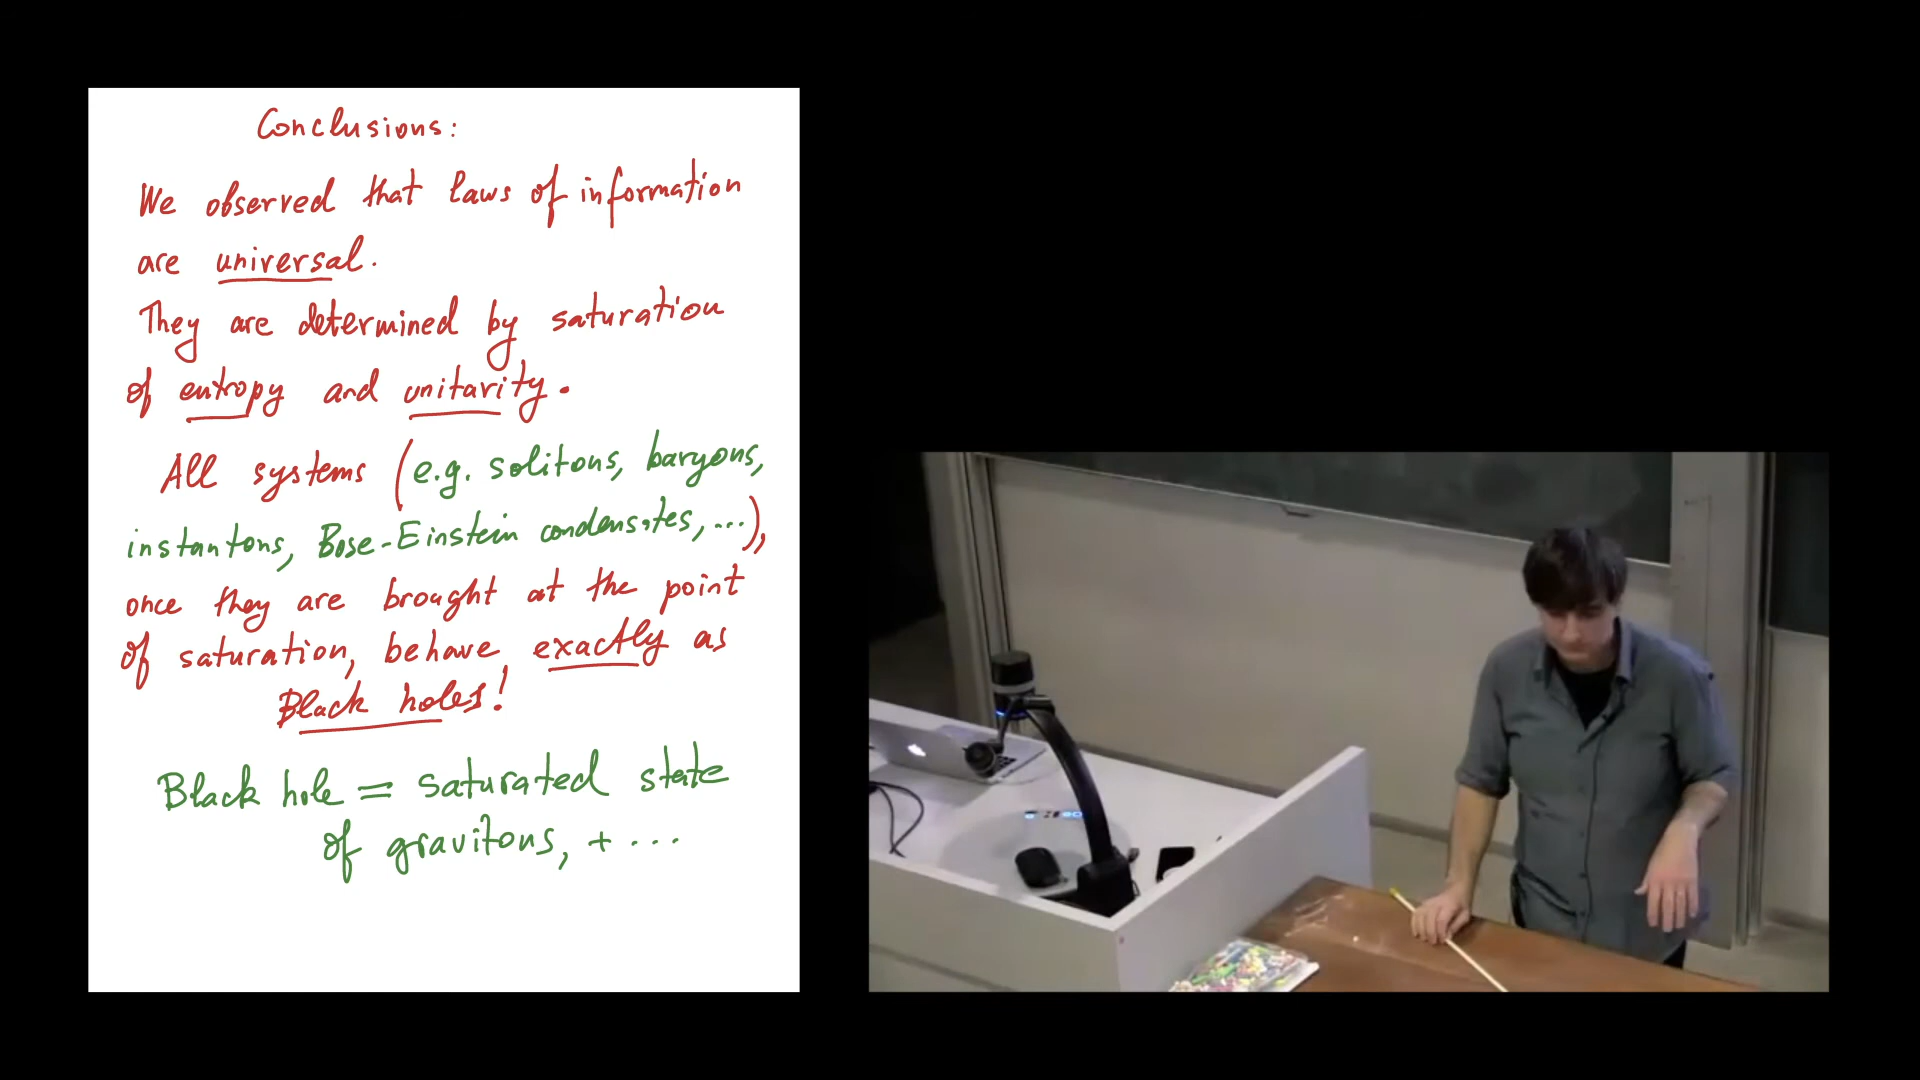 Conclusions:
We observed that laws of information
are universal.
They are determined by saturation
of entropy and unitarity.
All systems (e.g. solitons, baryons,
instantons, Bose-Einstein condensates, ...),
once they are brought at the point
of saturation, behave exactly as
Black holes!
Black hole = saturated state
of gravitons, + ...